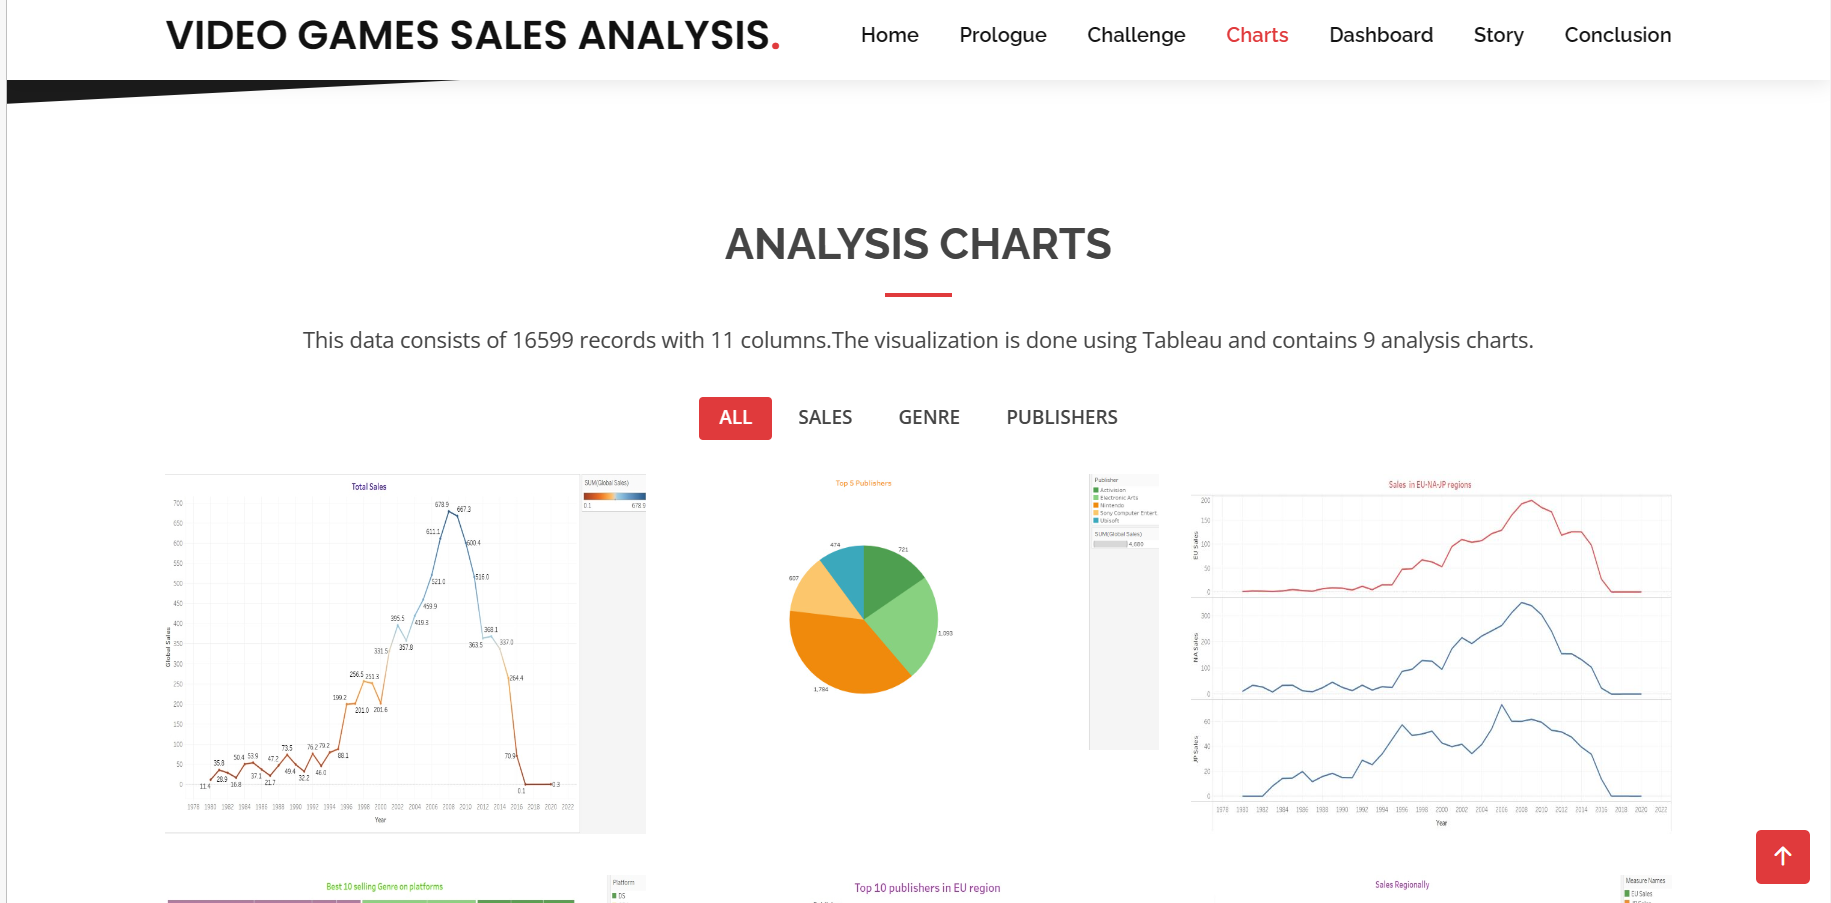 VIDEO GAMES SALES ANALYSIS.
Home Prologue Challenge Charts Dashboard Story Conclusion
ANALYSIS CHARTS
This data consists of 16599 records with 11 columns.The visualization is done using Tableau and contains 9 analysis charts.
ALL SALES GENRE PUBLISHERS
Total Sales
SUM(Global Sales)
0.1 678.9
Global Sales
700
650
600
550
500
450
400
350
300
250
200
150
100
50
0
11.4 35.8 28.9 16.8 50.4 53.9 37.1 21.7 47.2 73.5 49.4 32.2 76.2 46.0 79.2 88.1 199.2 201.0 256.5 251.3 201.6 331.5 395.5 357.8 419.3 459.9 521.0 611.1 678.9 667.3 600.4 516.0 363.5 368.1 337.0 264.4 70.9 0.1 0.3
1978 1980 1982 1984 1986 1988 1990 1992 1994 1996 1998 2000 2002 2004 2006 2008 2010 2012 2014 2016 2018 2020 2022
Year
Top 5 Publishers
474 721
607
1,093
1,784
Publisher
Activision
Electronic Arts
Nintendo
Sony Computer Entert
Ubisoft
SUM(Global Sales)
4,680
Sales in EU-NA-JP regions
EU Sales
200
150
100
50
0
NA Sales
300
200
100
0
JP Sales
60
40
20
0
1978 1980 1982 1984 1986 1988 1990 1992 1994 1996 1998 2000 2002 2004 2006 2008 2010 2012 2014 2016 2018 2020 2022
Year
Best 10 selling Genre on platforms
Platform
DS
Top 10 publishers in EU region
Sales Regionally
Measure Names
EU Sales